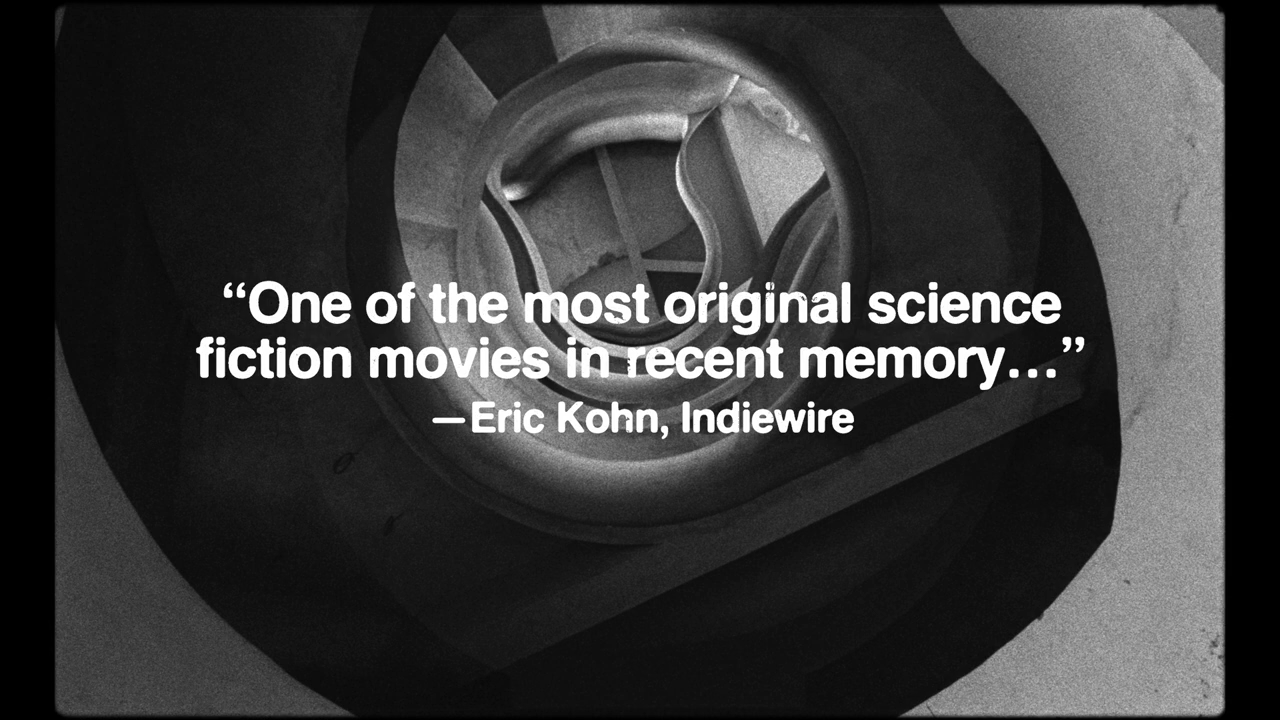 “One of the most original science
fiction movies in recent memory…”
—Eric Kohn, Indiewire